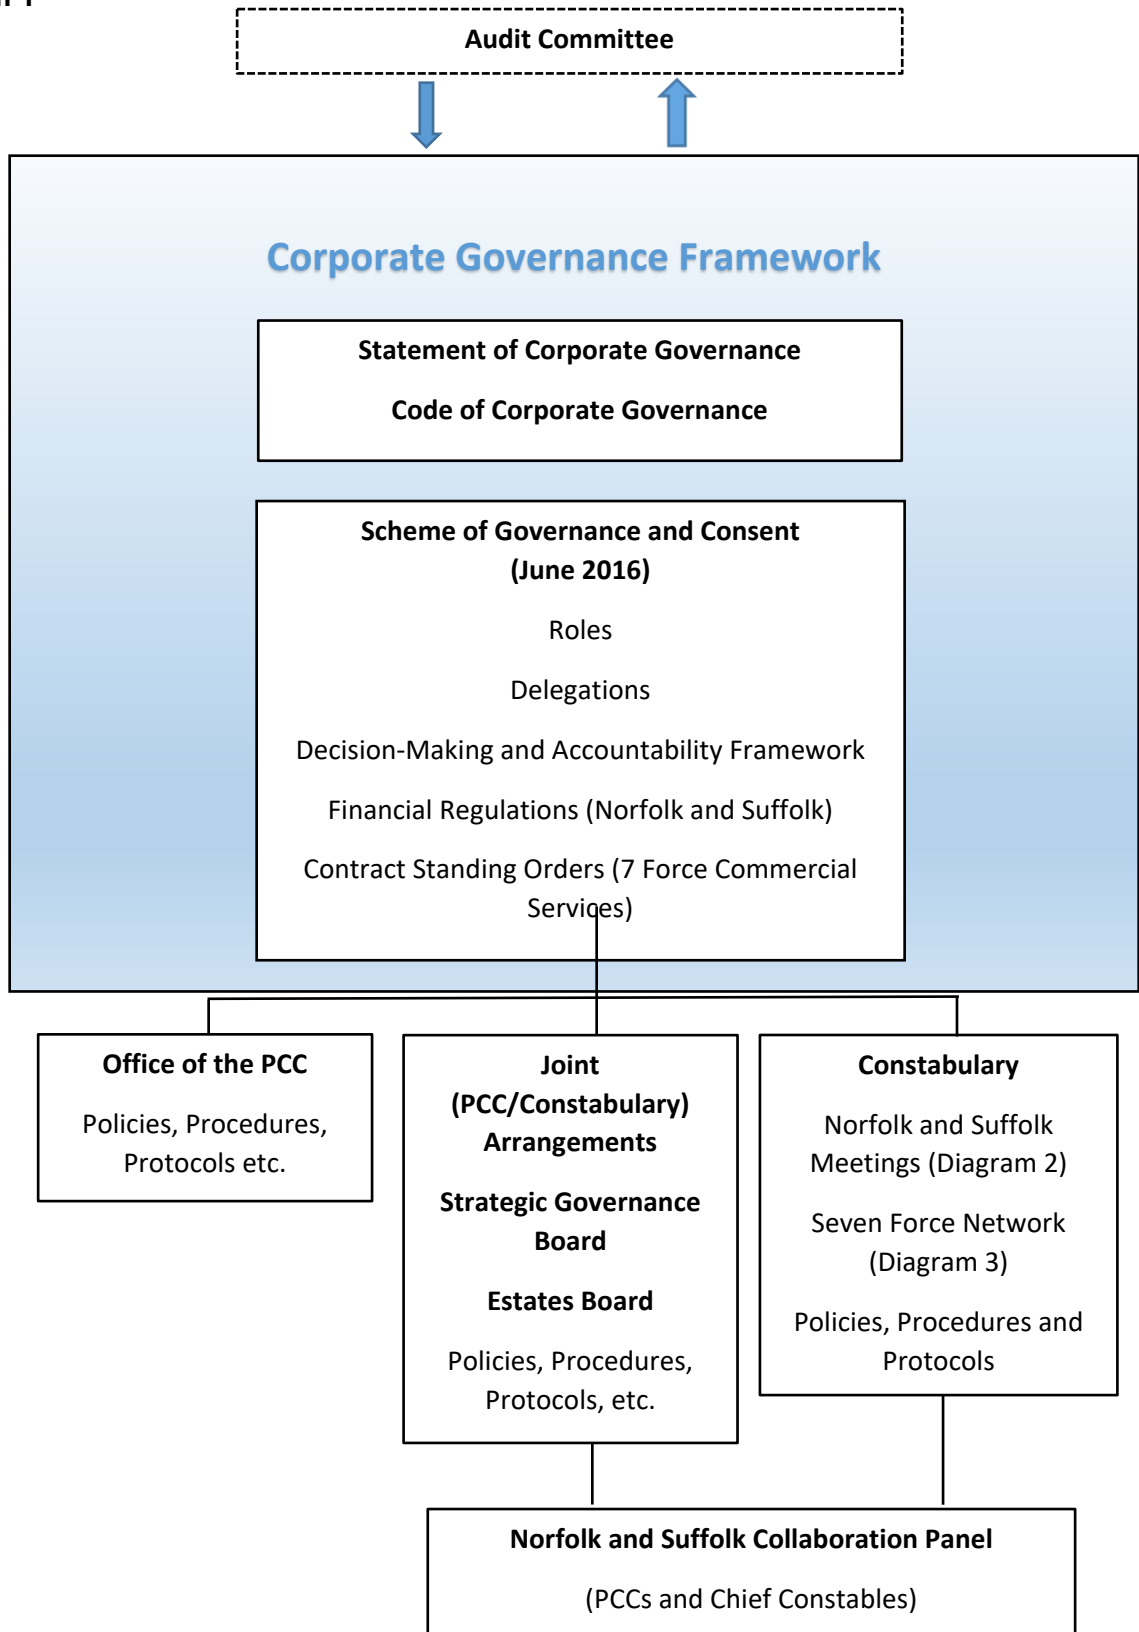 Audit Committee
Corporate Governance Framework
Statement of Corporate Governance
Code of Corporate Governance
Scheme of Governance and Consent
(June 2016)
Roles
Delegations
Decision-Making and Accountability Framework
Financial Regulations (Norfolk and Suffolk)
Contract Standing Orders (7 Force Commercial
Services)
Office of the PCC
Policies, Procedures,
Protocols etc.
Joint
(PCC/Constabulary)
Arrangements
Strategic Governance
Board
Estates Board
Policies, Procedures,
Protocols, etc.
Constabulary
Norfolk and Suffolk
Meetings (Diagram 2)
Seven Force Network
(Diagram 3)
Policies, Procedures and
Protocols
Norfolk and Suffolk Collaboration Panel
(PCCs and Chief Constables)